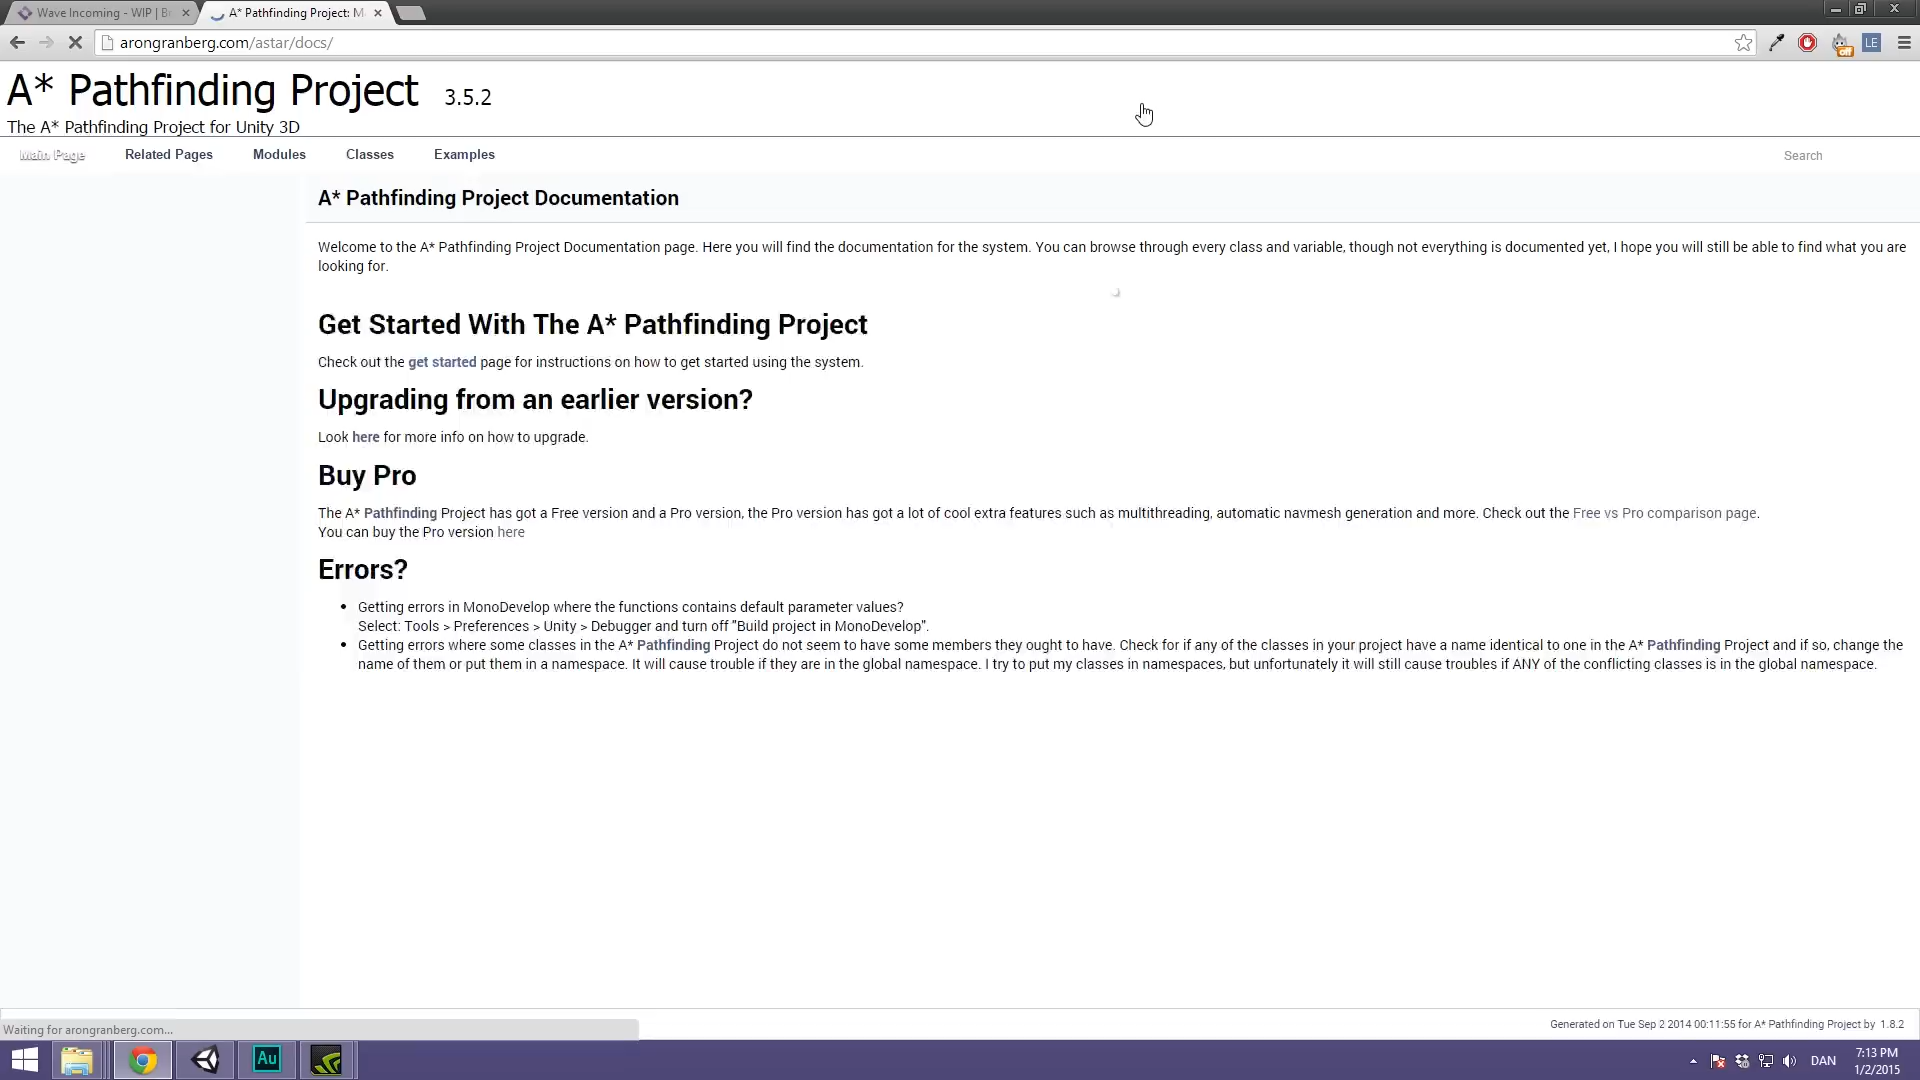 Wave Incoming - WIP | Br
A* Pathfinding Project: M
arongranberg.com/astar/docs/
LE
off
A* Pathfinding Project 3.5.2
The A* Pathfinding Project for Unity 3D
Main Page Related Pages Modules Classes Examples Search
A* Pathfinding Project Documentation
Welcome to the A* Pathfinding Project Documentation page. Here you will find the documentation for the system. You can browse through every class and variable, though not everything is documented yet, I hope you will still be able to find what you are
looking for.
Get Started With The A* Pathfinding Project
Check out the get started page for instructions on how to get started using the system.
Upgrading from an earlier version?
Look here for more info on how to upgrade.
Buy Pro
The A* Pathfinding Project has got a Free version and a Pro version, the Pro version has got a lot of cool extra features such as multithreading, automatic navmesh generation and more. Check out the Free vs Pro comparison page.
You can buy the Pro version here
Errors?
Getting errors in MonoDevelop where the functions contains default parameter values?
Select: Tools > Preferences > Unity > Debugger and turn off "Build project in MonoDevelop".
Getting errors where some classes in the A* Pathfinding Project do not seem to have some members they ought to have. Check for if any of the classes in your project have a name identical to one in the A* Pathfinding Project and if so, change the
name of them or put them in a namespace. It will cause trouble if they are in the global namespace. I try to put my classes in namespaces, but unfortunately it will still cause troubles if ANY of the conflicting classes is in the global namespace.
Generated on Tue Sep 2 2014 00:11:55 for A* Pathfinding Project by 1.8.2
Waiting for arongranberg.com...
Au
DAN
7:13 PM
1/2/2015